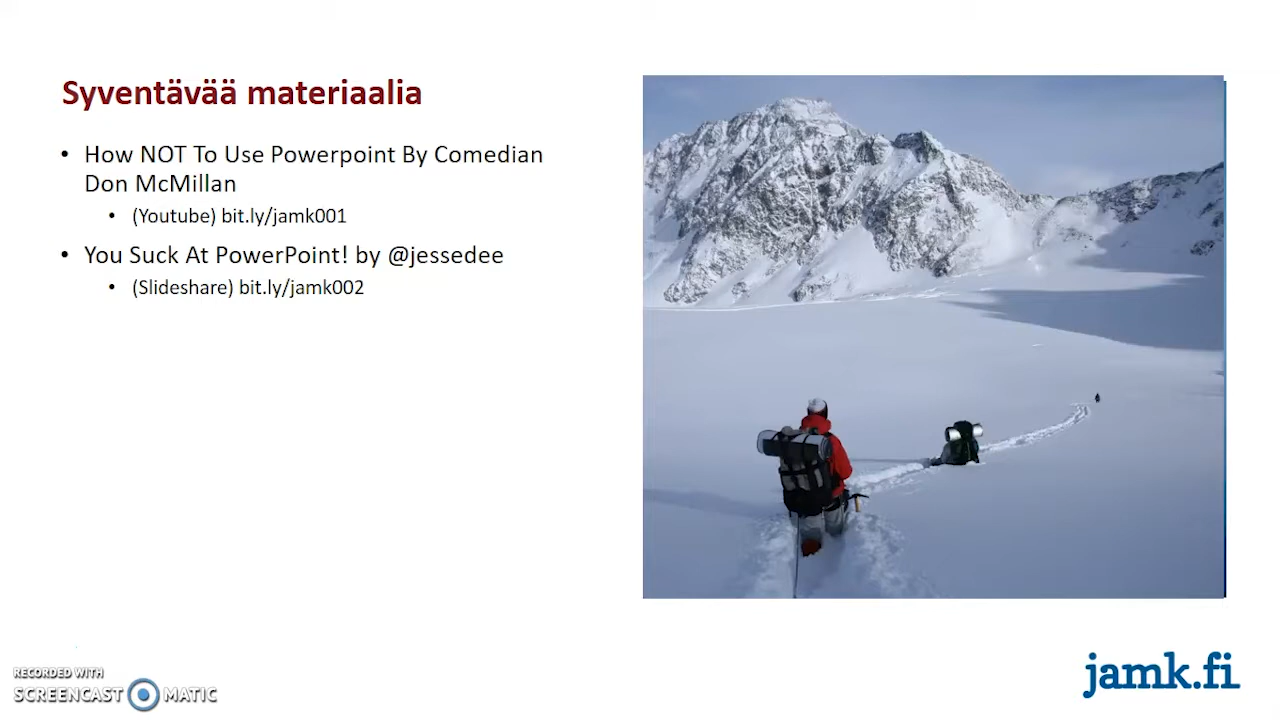 Syventävää materiaalia
• How NOT To Use Powerpoint By Comedian
Don McMillan
• (Youtube) bit.ly/jamk001
• You Suck At PowerPoint! by @jessedee
• (Slideshare) bit.ly/jamk002
RECORDED WITH
SCREENCAST MATIC
jamk.fi